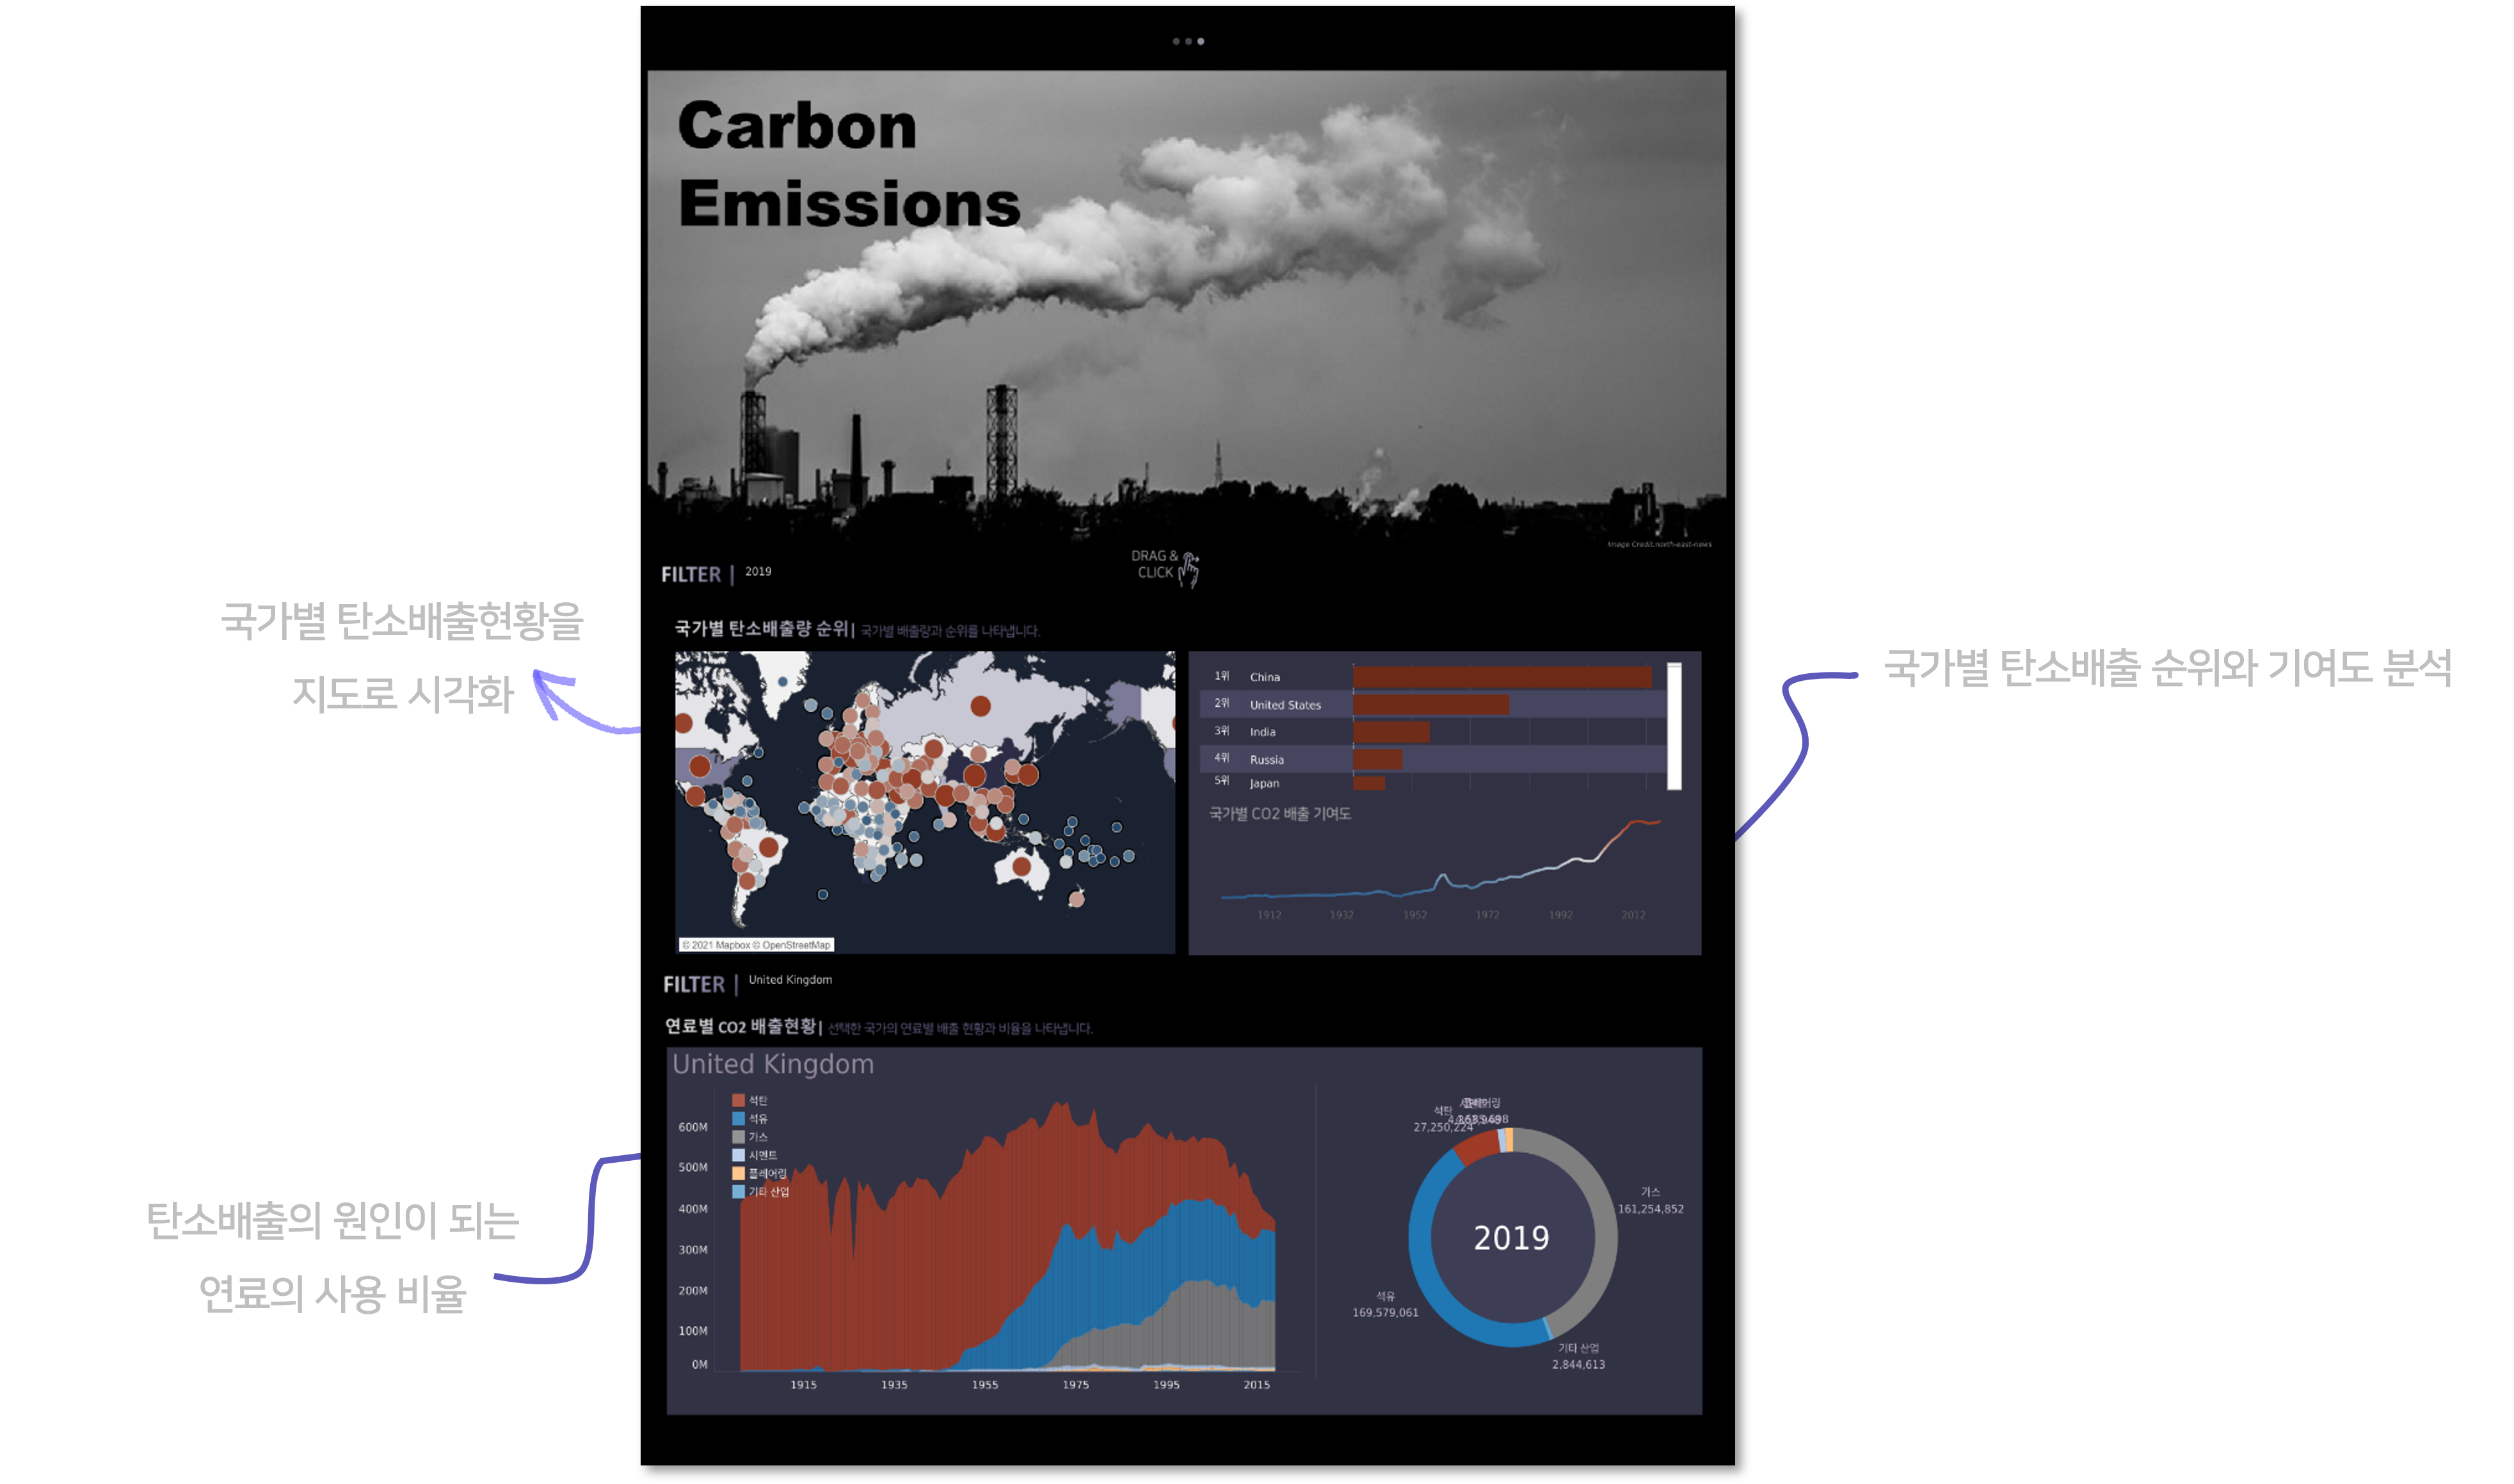 Carbon
Emissions
Image Credit.north-east-news
DRAG &
CLICK
FILTER | 2019
국가별 탄소배출현황을
지도로 시각화
국가별 탄소배출 순위와 기여도 분석
국가별 탄소배출량 순위| 국가별 배출량과 순위를 나타냅니다.
1위 China
2위 United States
3위 India
4위 Russia
5위 Japan
국가별 CO2 배출 기여도
1912 1932 1952 1972 1992 2012
© 2021 Mapbox © OpenStreetMap
FILTER | United Kingdom
연료별 CO2 배출현황| 선택한 국가의 연료별 배출 현황과 비율을 나타냅니다.
탄소배출의 원인이 되는
연료의 사용 비율
United Kingdom
석탄
석유
가스
시멘트
플레어링
기타 산업
600M
500M
400M
300M
200M
100M
0M
1915 1935 1955 1975 1995 2015
석탄
27,250,224
플레어링
가스
161,254,852
2019
석유
169,579,061
기타 산업
2,844,613